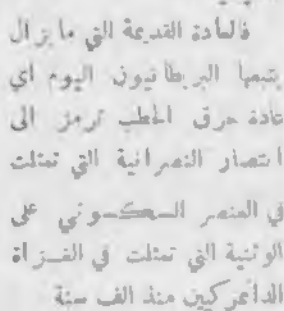 فالعادة القديمة التي ما يزال
يتبعها البريطانيون اليوم اي
عادة حرق الحطب ترمز الى
انتصار النصرانية التي تمثلت
في العنصر السكسوني على
الوثنية التي تمثلت في الغزاة
الدانمركيين منذ الف سنة